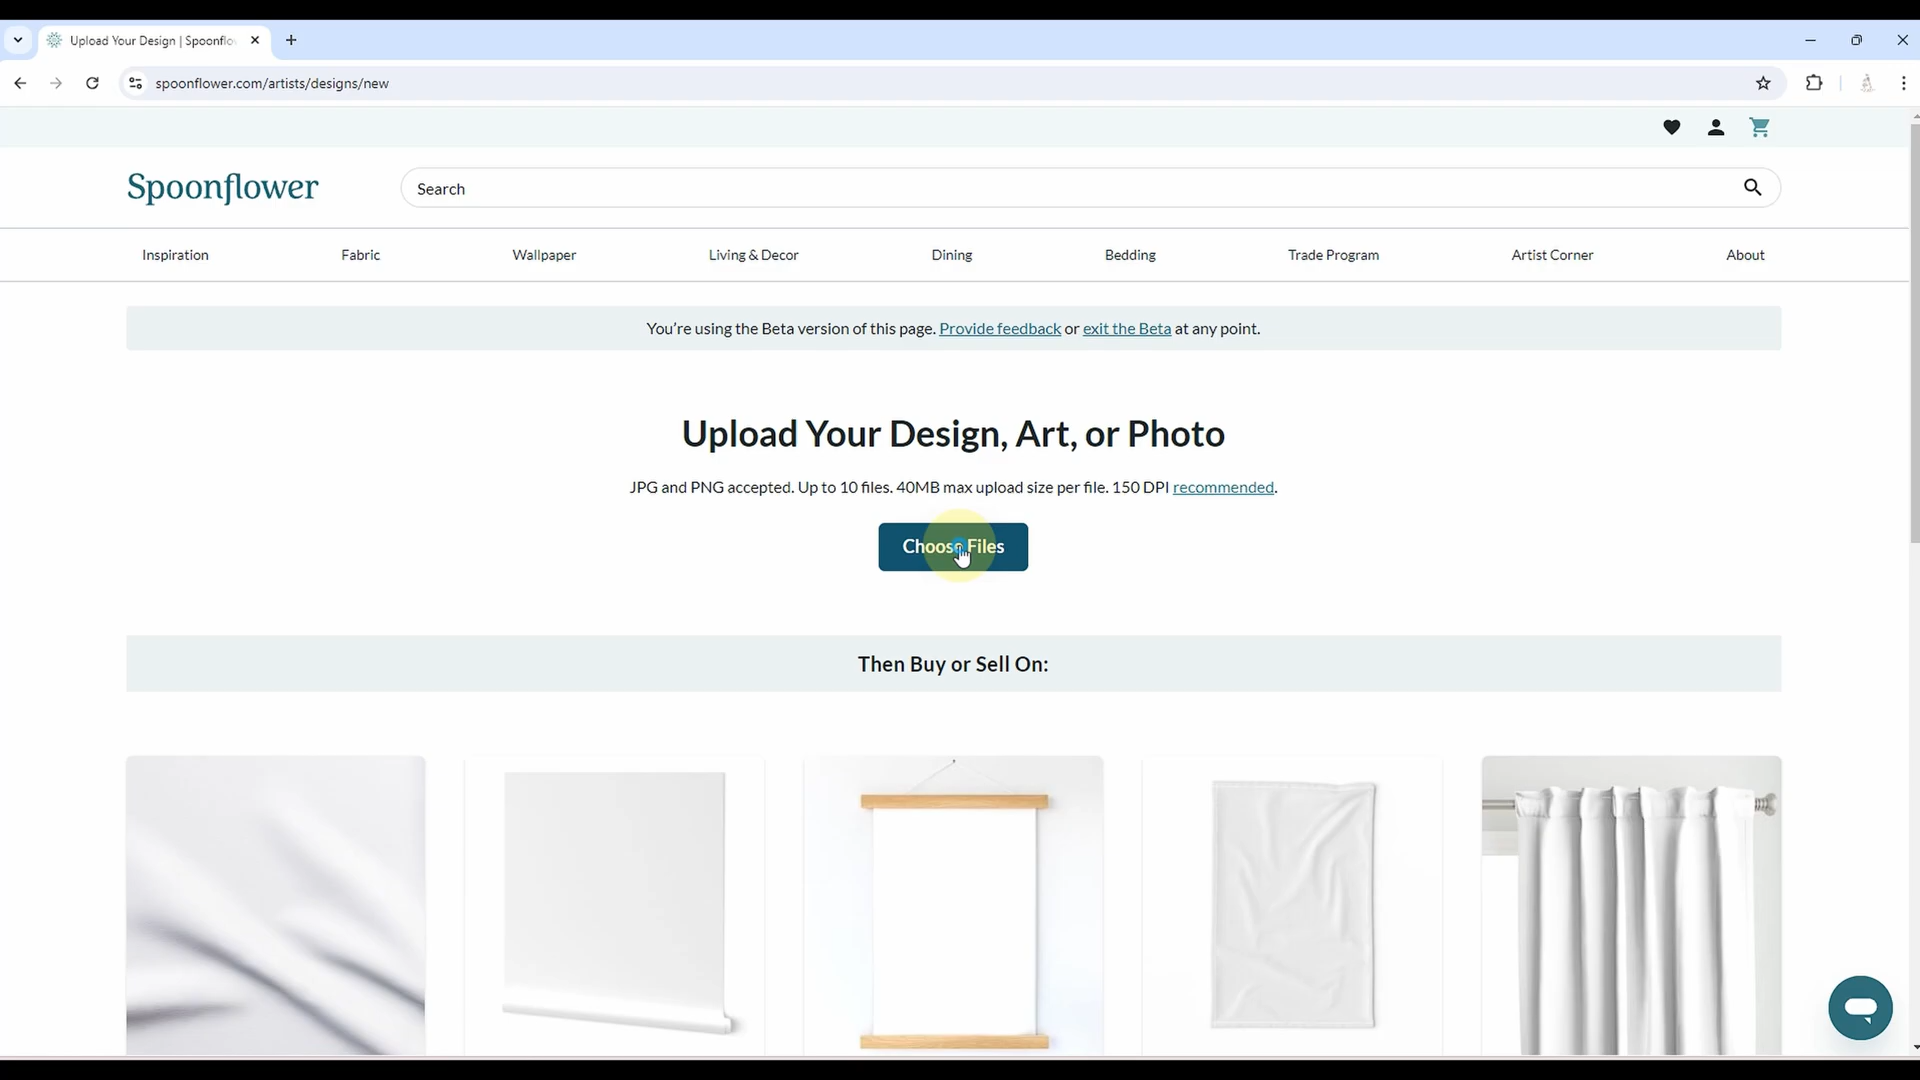 Upload Your Design | Spoonflo
spoonflower.com/artists/designs/new
Spoonflower
Search
Inspiration Fabric Wallpaper Living & Decor Dining Bedding Trade Program Artist Corner About
You're using the Beta version of this page. Provide feedback or exit the Beta at any point.
Upload Your Design, Art, or Photo
JPG and PNG accepted. Up to 10 files. 40MB max upload size per file. 150 DPI recommended.
Choose Files
Then Buy or Sell On: